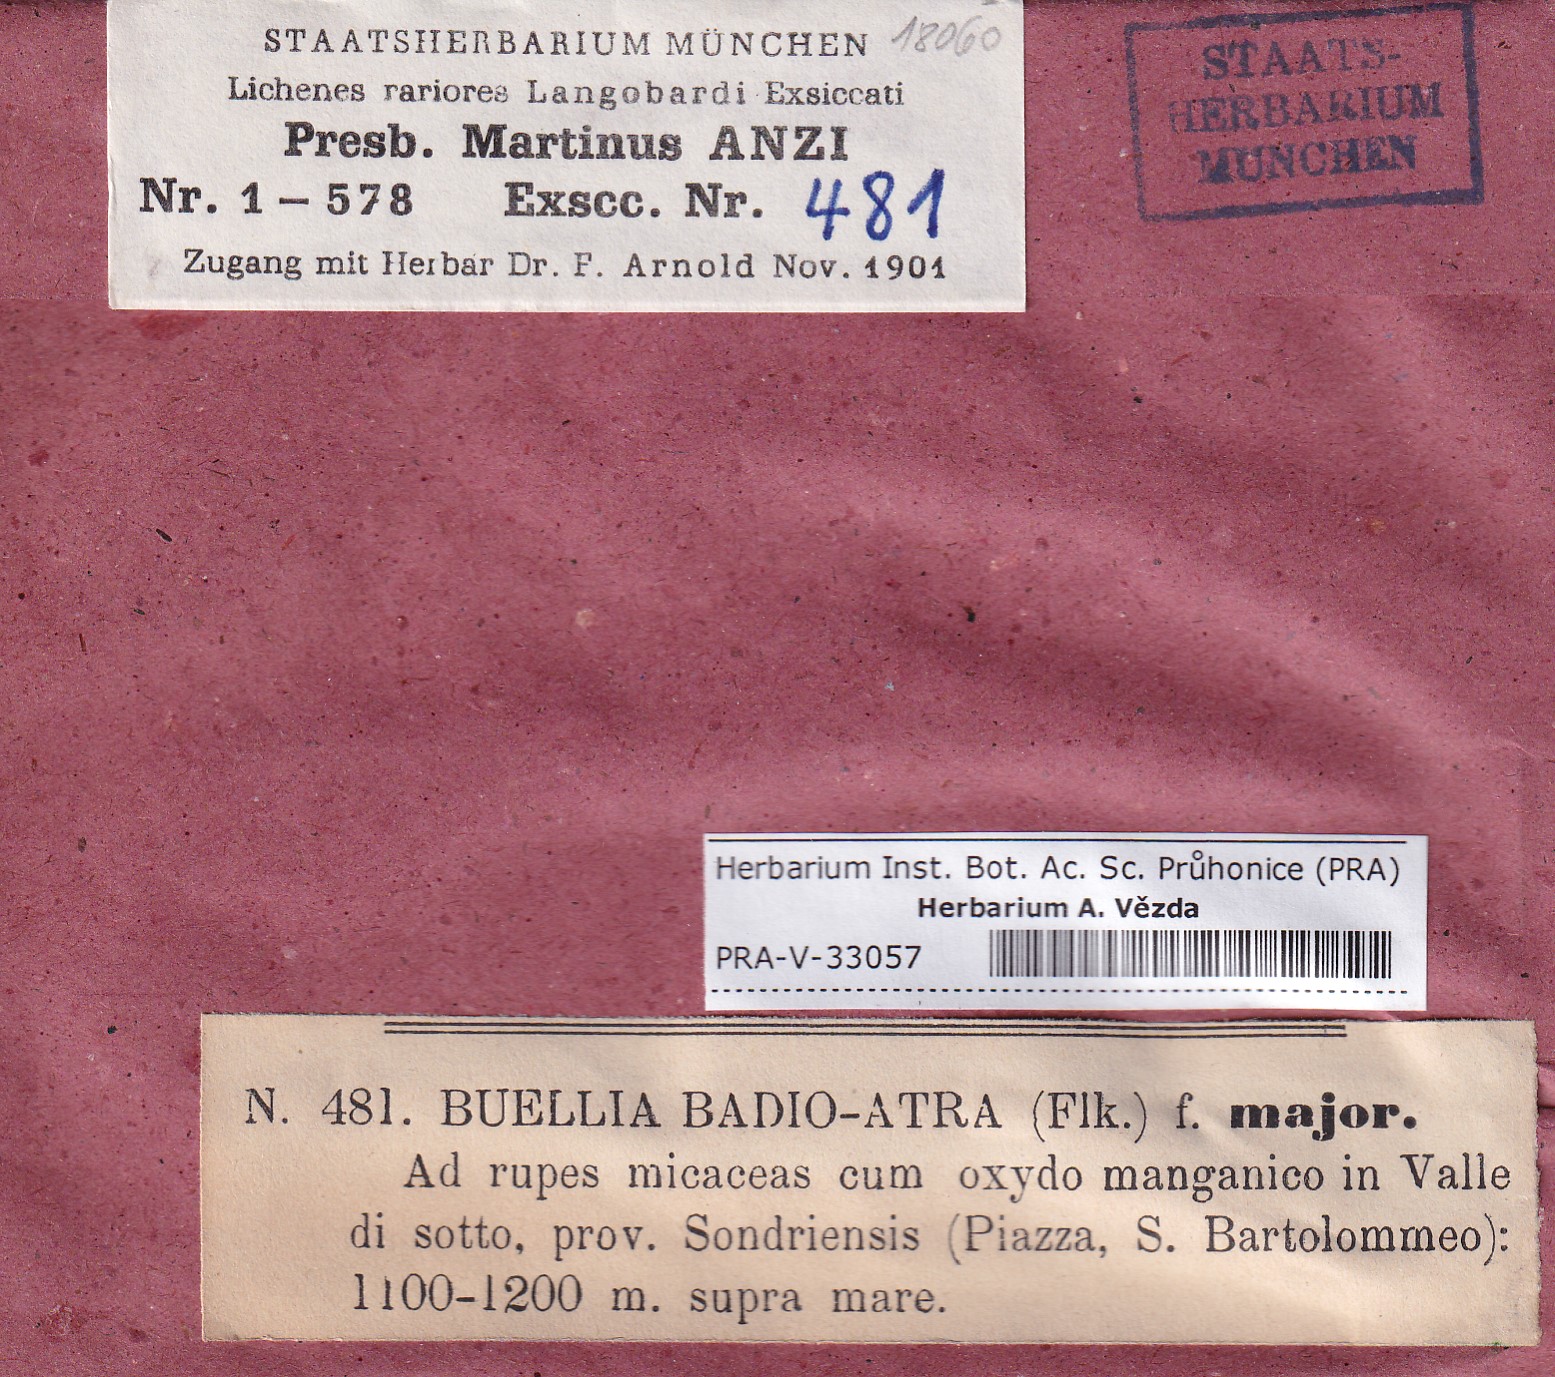 STAATSHERBARIUM MÜNCHEN 18060
Lichenes rariores Langobardi Exsiccati
Presb. Martinus ANZI
Nr. 1 – 578 Exscc. Nr. 481
Zugang mit Herbar Dr. F. Arnold Nov. 1901
STAATS-
HERBARIUM
MÜNCHEN
Herbarium Inst. Bot. Ac. Sc. Průhonice (PRA)
Herbarium A. Vězda
PRA-V-33057
N. 481. BUELLIA BADIO-ATRA (Flk.) f. major.
Ad rupes micaceas cum oxydo manganico in Valle
di sotto, prov. Sondriensis (Piazza, S. Bartolommeo):
1100-1200 m. supra mare.